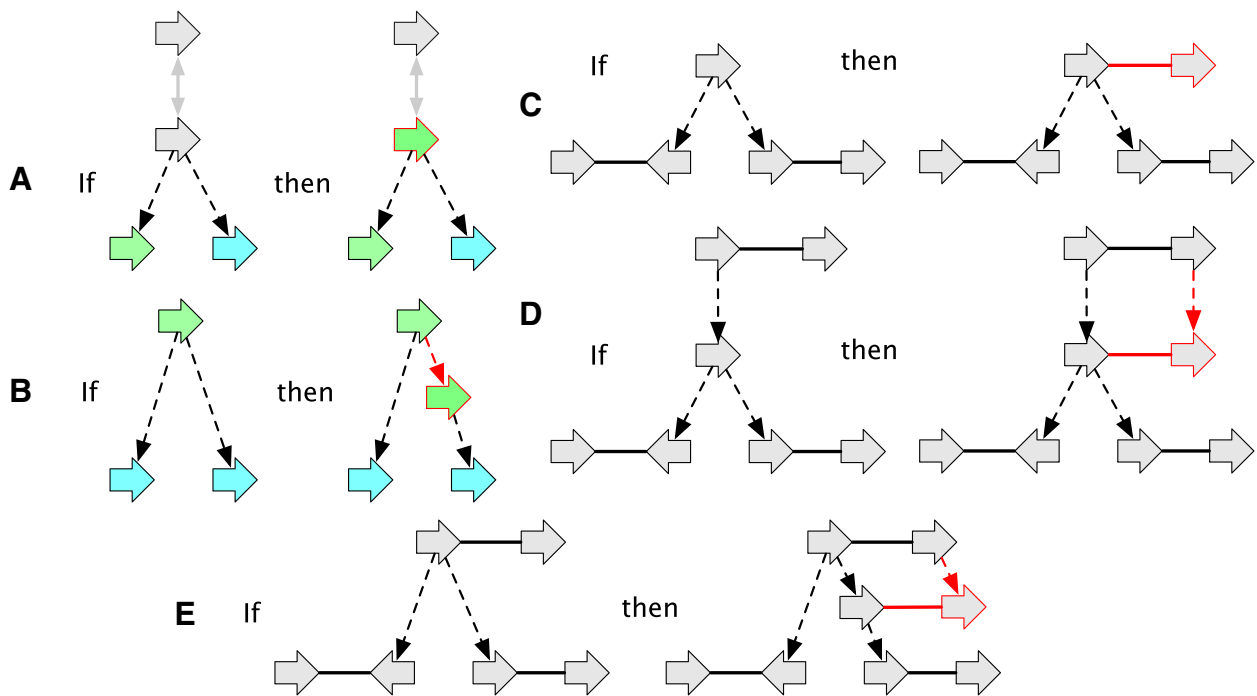 A If then
B If then
C If then
D If then
E If then